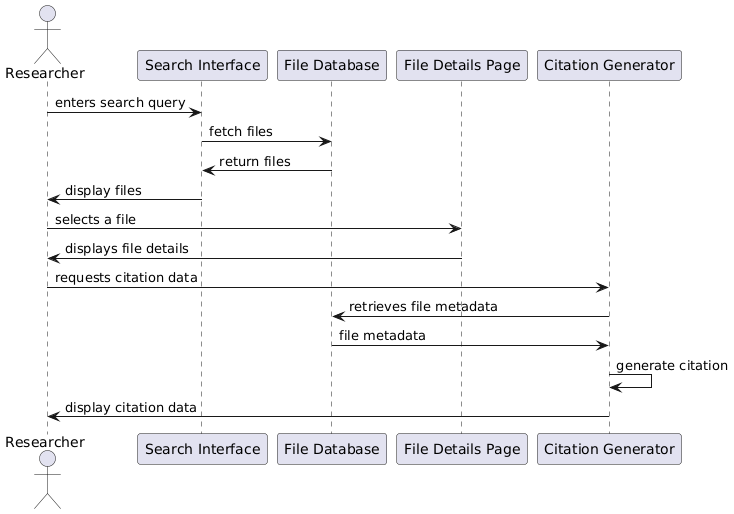 Researcher
Search Interface
File Database
File Details Page
Citation Generator
enters search query
fetch files
return files
display files
selects a file
displays file details
requests citation data
retrieves file metadata
file metadata
generate citation
display citation data
Researcher
Search Interface
File Database
File Details Page
Citation Generator